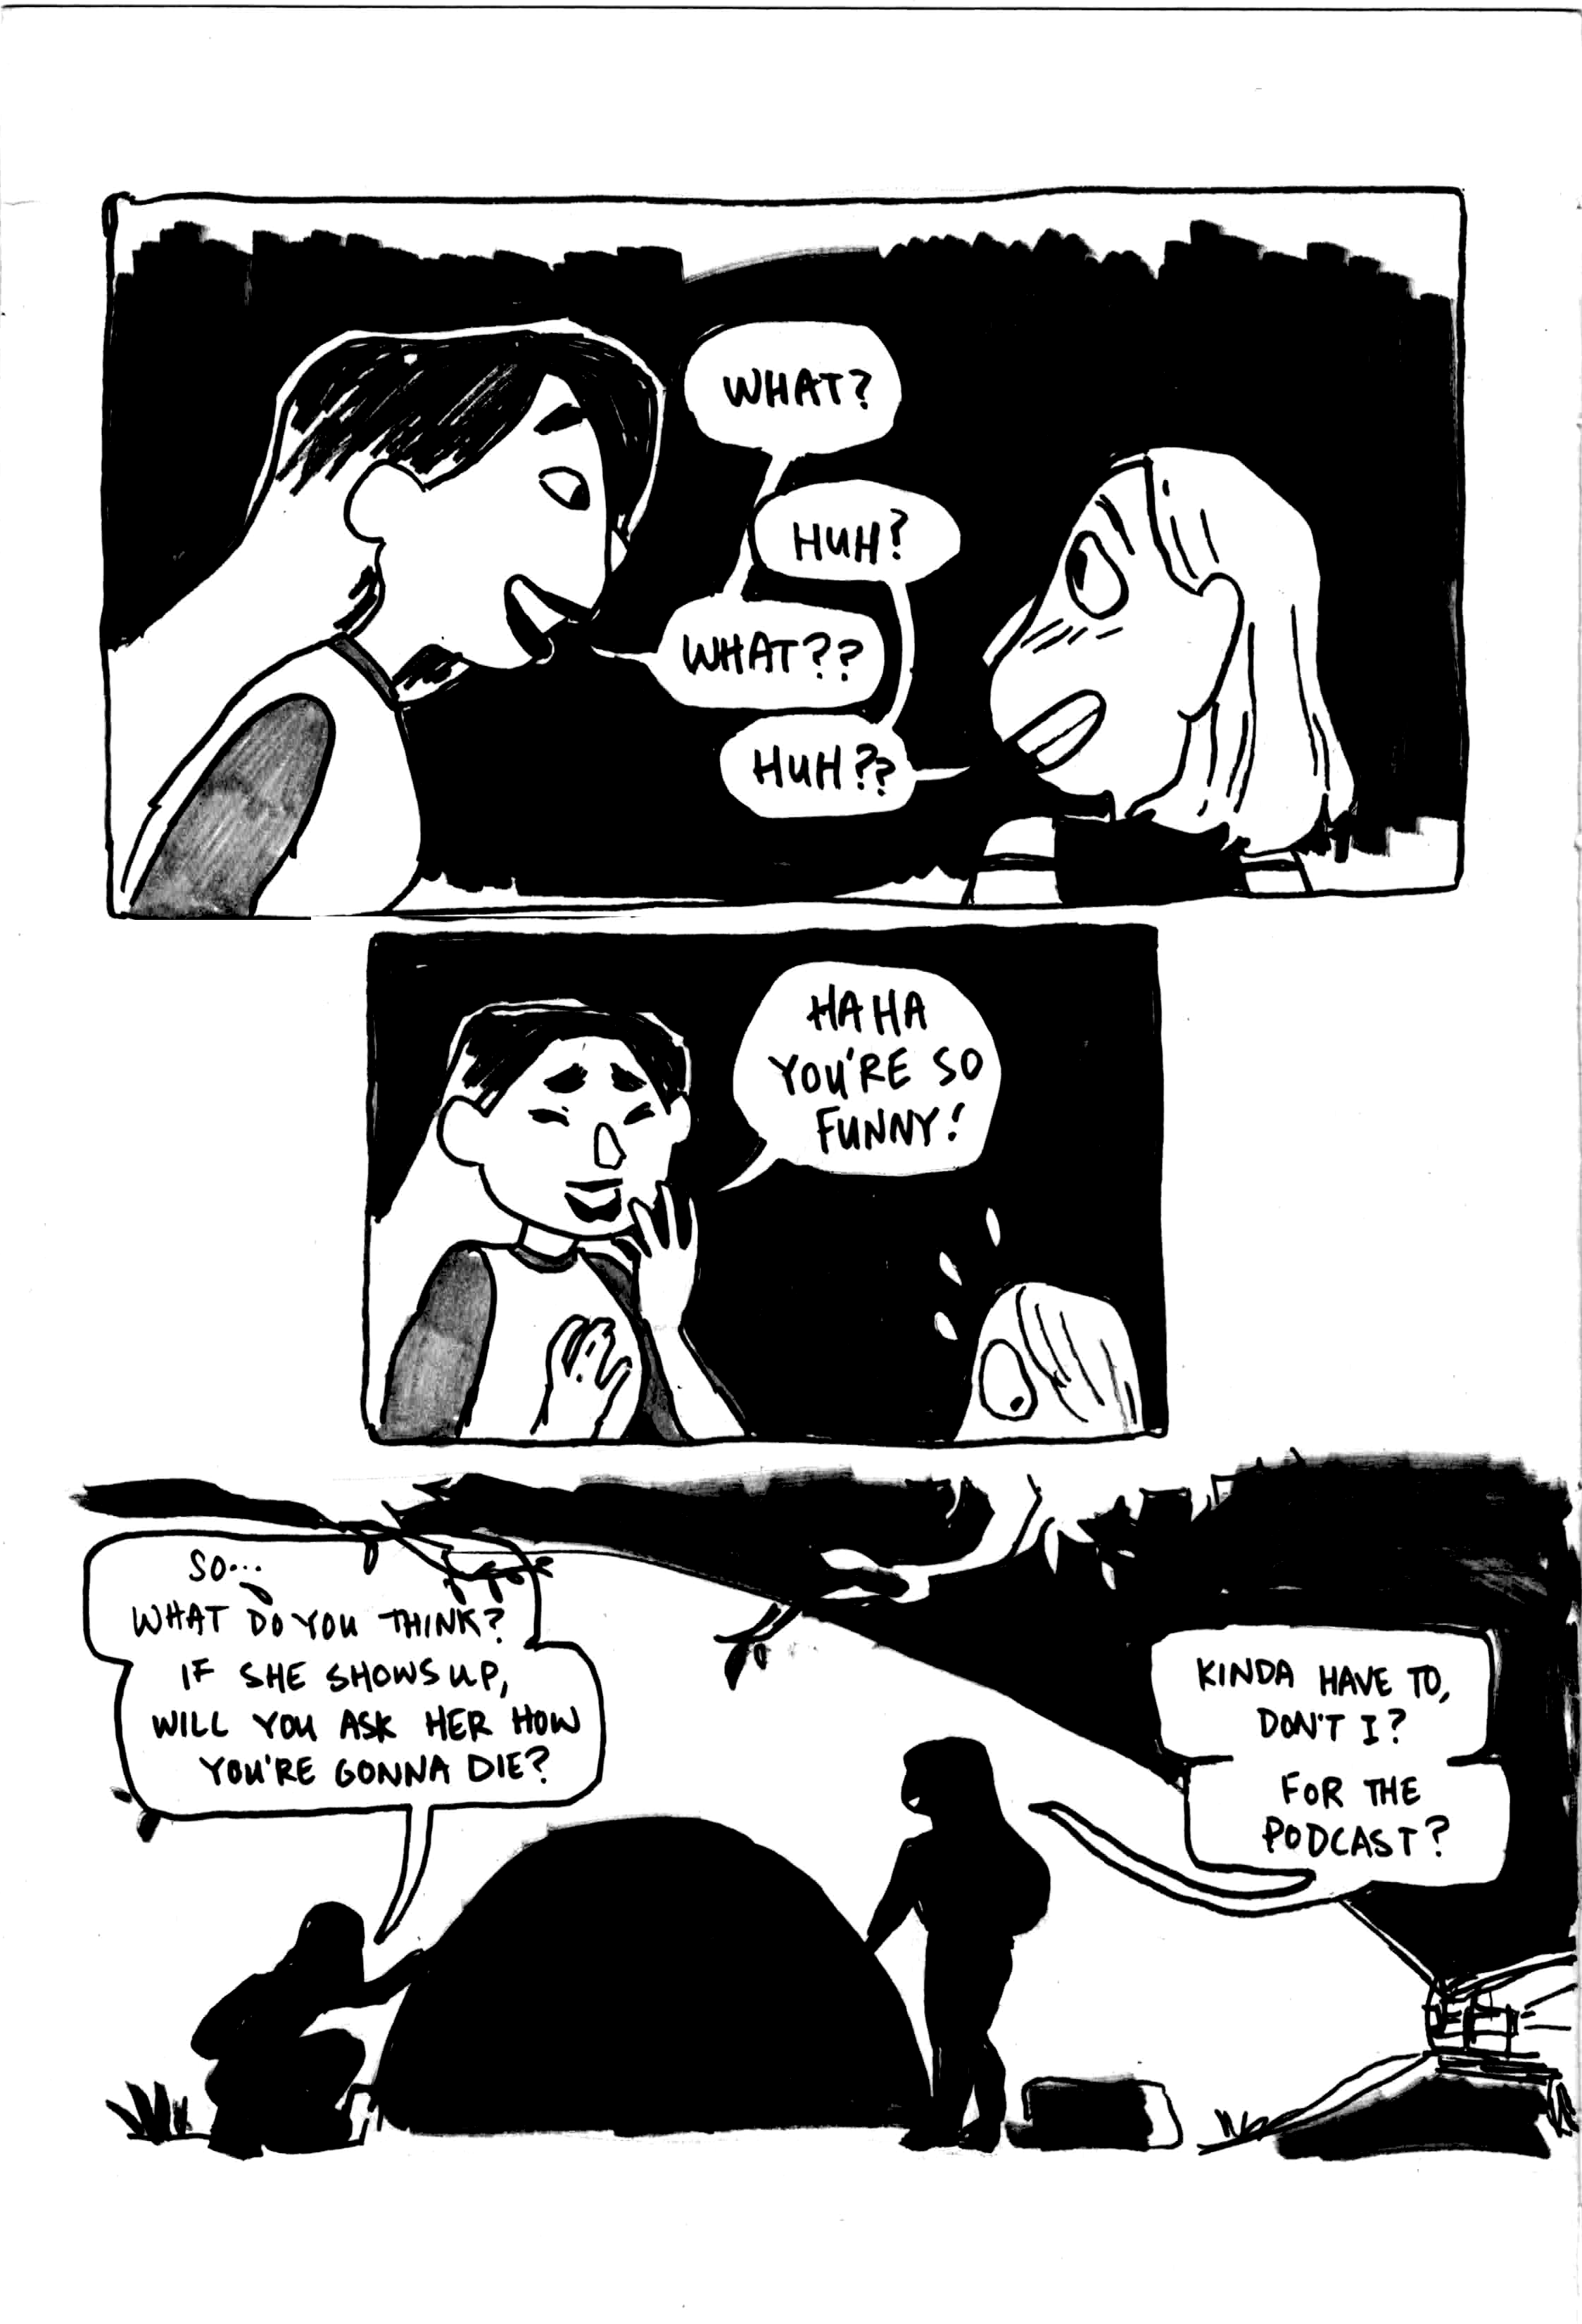 WHAT?
HUH?
WHAT??
HUH??
HA HA
YOU'RE SO
FUNNY!
SO...
WHAT DO YOU THINK?
IF SHE SHOWS UP,
WILL YOU ASK HER HOW
YOU'RE GONNA DIE?
KINDA HAVE TO,
DON'T I?
FOR THE
PODCAST?